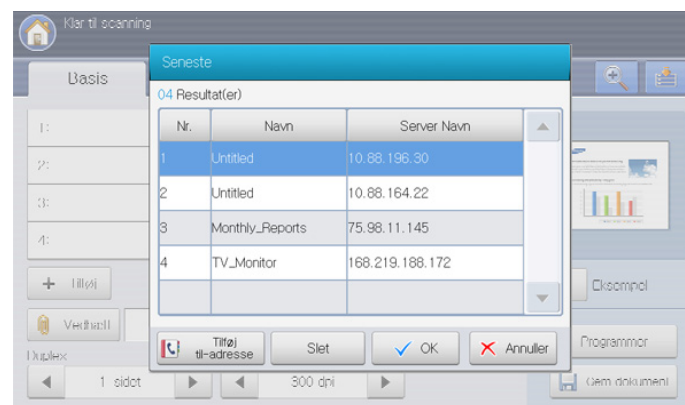 Klar til scanning
Basis
Seneste
04 Resultat(er)
Nr. Navn Server Navn
1 Untitled 10.88.196.30
2 Untitled 10.88.164.22
3 Monthly_Reports 75.98.11.145
4 TV_Monitor 168.219.188.172
1:
2:
3:
4:
Tilføj
Eksempel
Vedhæft
Tilføj
til-adresse
Slet
OK
Annuller
Programmer
Duplex
1 sidet
300 dpi
Gem dokument